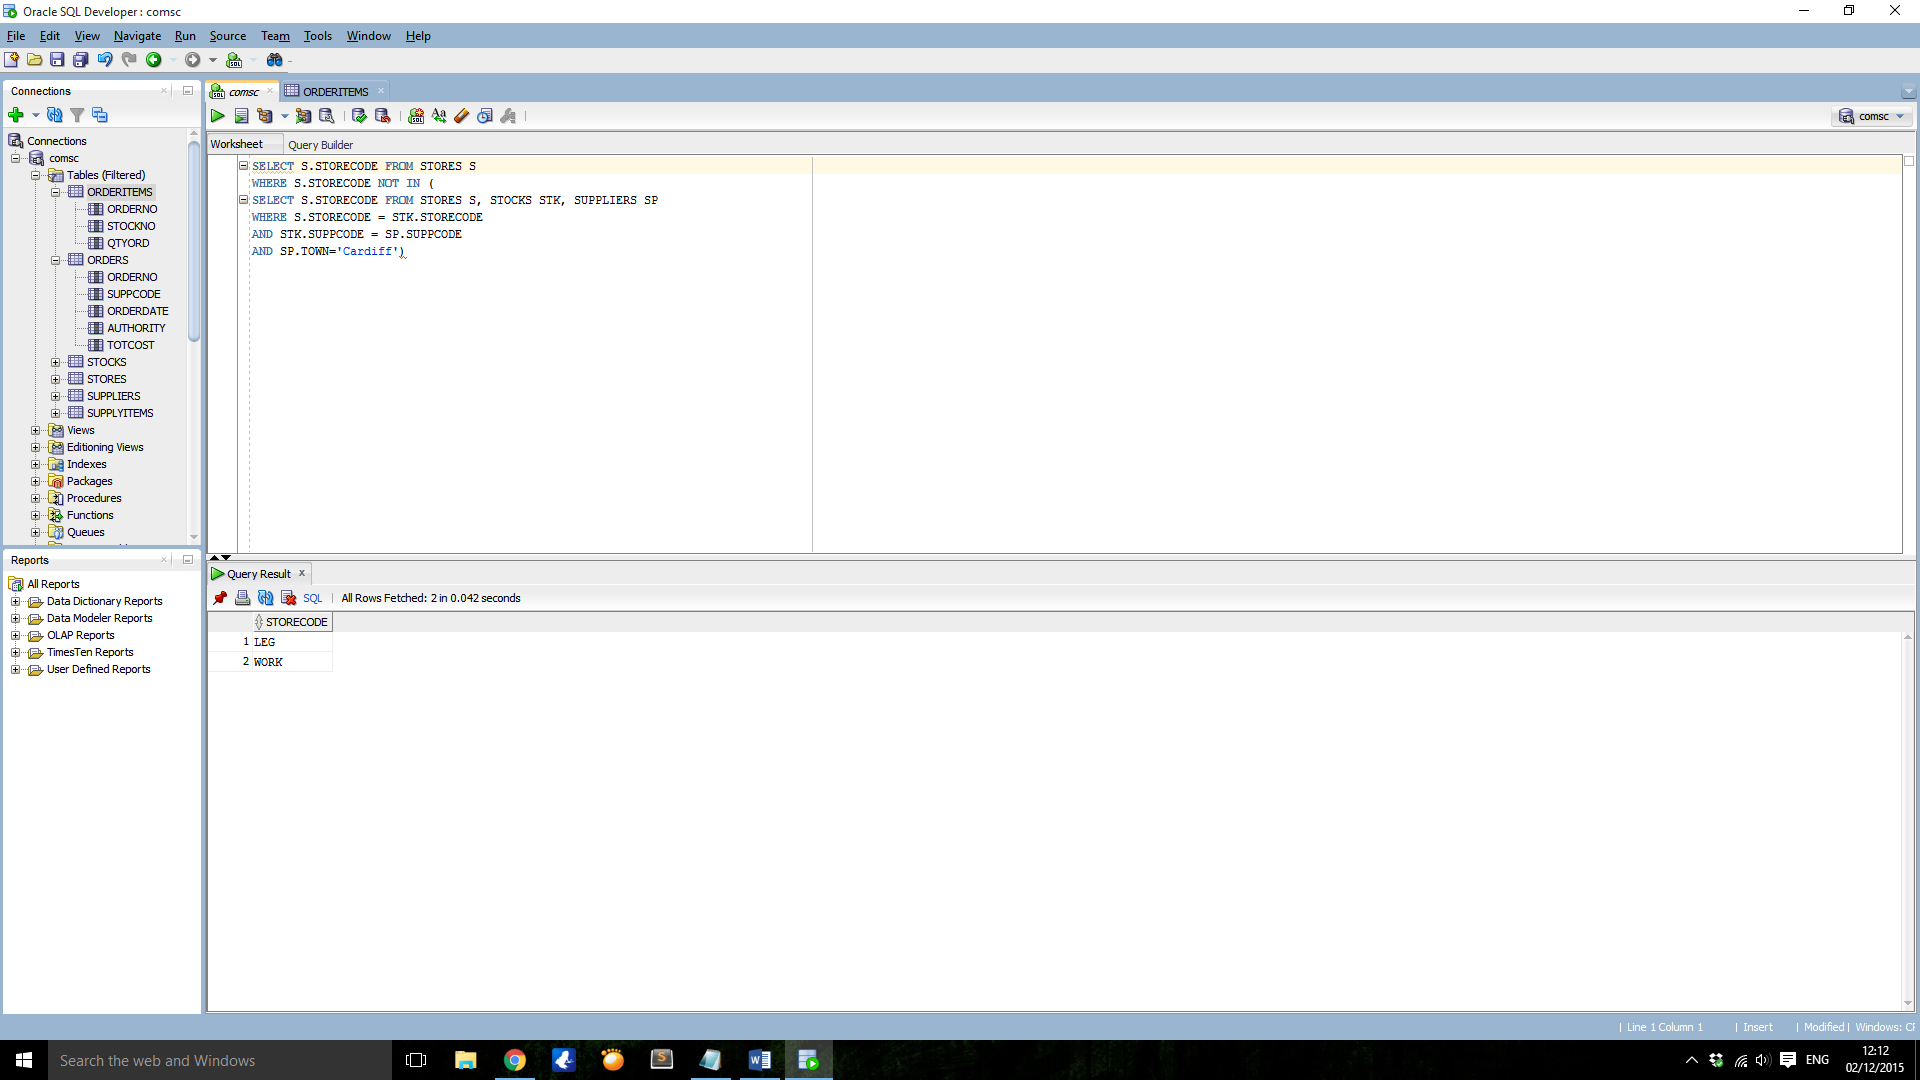 Oracle SQL Developer : comsc
File Edit View Navigate Run Source Team Tools Window Help
Connections
comsc ORDERITEMS
comsc
Worksheet Query Builder
Connections
comsc
Tables (Filtered)
ORDERITEMS
ORDERNO
STOCKNO
QTYORD
ORDERS
ORDERNO
SUPPCODE
ORDERDATE
AUTHORITY
TOTCOST
STOCKS
STORES
SUPPLIERS
SUPPLYITEMS
Views
Editioning Views
Indexes
Packages
Procedures
Functions
Queues
SELECT S.STORECODE FROM STORES S
WHERE S.STORECODE NOT IN (
SELECT S.STORECODE FROM STORES S, STOCKS STK, SUPPLIERS SP
WHERE S.STORECODE = STK.STORECODE
AND STK.SUPPCODE = SP.SUPPCODE
AND SP.TOWN='Cardiff')
Reports
All Reports
Data Dictionary Reports
Data Modeler Reports
OLAP Reports
TimesTen Reports
User Defined Reports
Query Result
SQL | All Rows Fetched: 2 in 0.042 seconds
STORECODE
1 LEG
2 WORK
| Line 1 Column 1 | Insert | Modified | Windows: CF
Search the web and Windows
ENG
12:12
02/12/2015